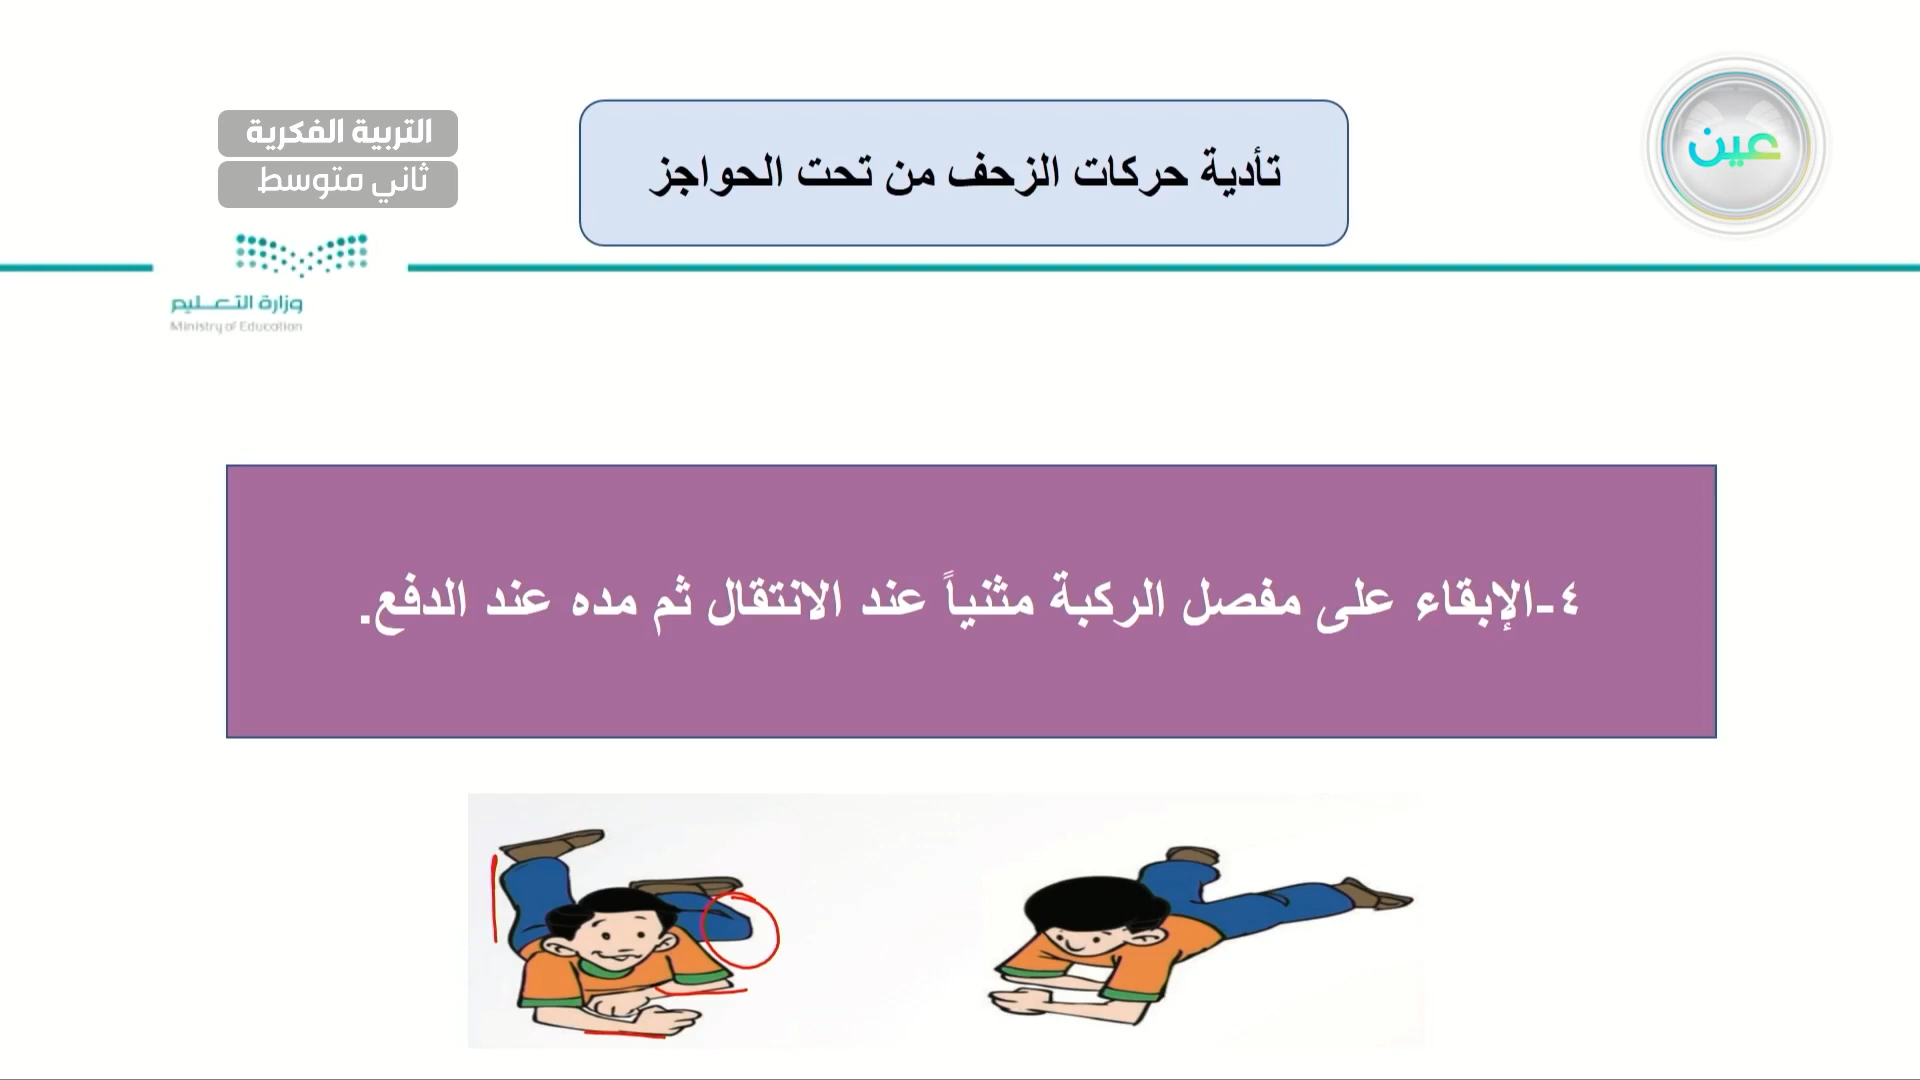 عين
تأدية حركات الزحف من تحت الحواجز
التربية الفكرية
ثاني متوسط
وزارة التعليم
Ministry of Education
٤-الإبقاء على مفصل الركبة مثنياً عند الانتقال ثم مده عند الدفع.